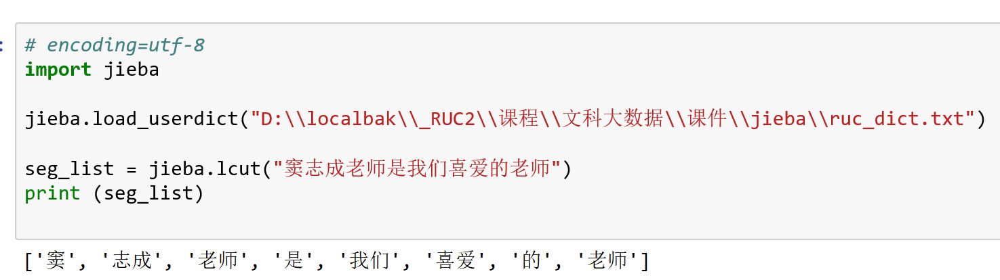 :
# encoding=utf-8
import jieba
jieba.load_userdict("D:\\localbak\\_RUC2\\课程\\文科大数据\\课件\\jieba\\ruc_dict.txt")
seg_list = jieba.lcut("窦志成老师是我们喜爱的老师")
print (seg_list)
['窦', '志成', '老师', '是', '我们', '喜爱', '的', '老师']